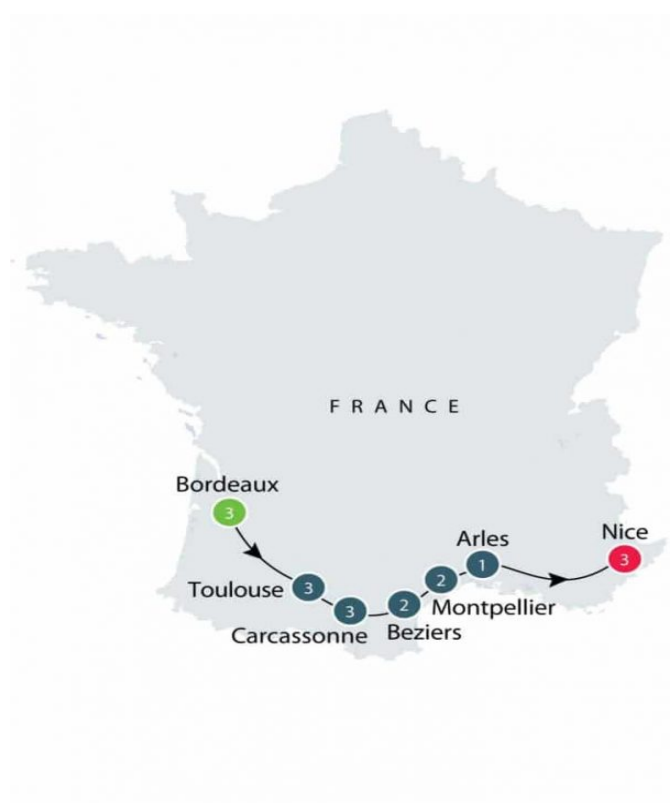 FRANCE
Bordeaux
3
Arles
1
Nice
3
Toulouse
3
2
Montpellier
Carcassonne
3
2
Beziers